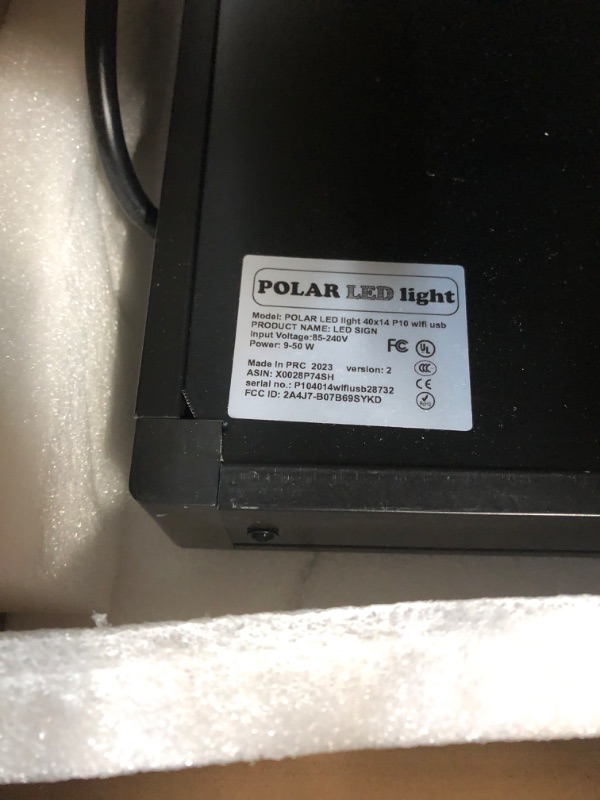 POLAR LED light
Model: POLAR LED light 40x14 P10 wifi usb
PRODUCT NAME: LED SIGN
Input Voltage:85-240V
Power: 9-50 W
FC
UL
Made In PRC 2023 version: 2
CCC
ASIN: X0028P74SH
serial no.: P104014wifiusb28732
CE
FCC ID: 2A4J7-B07B69SYKD